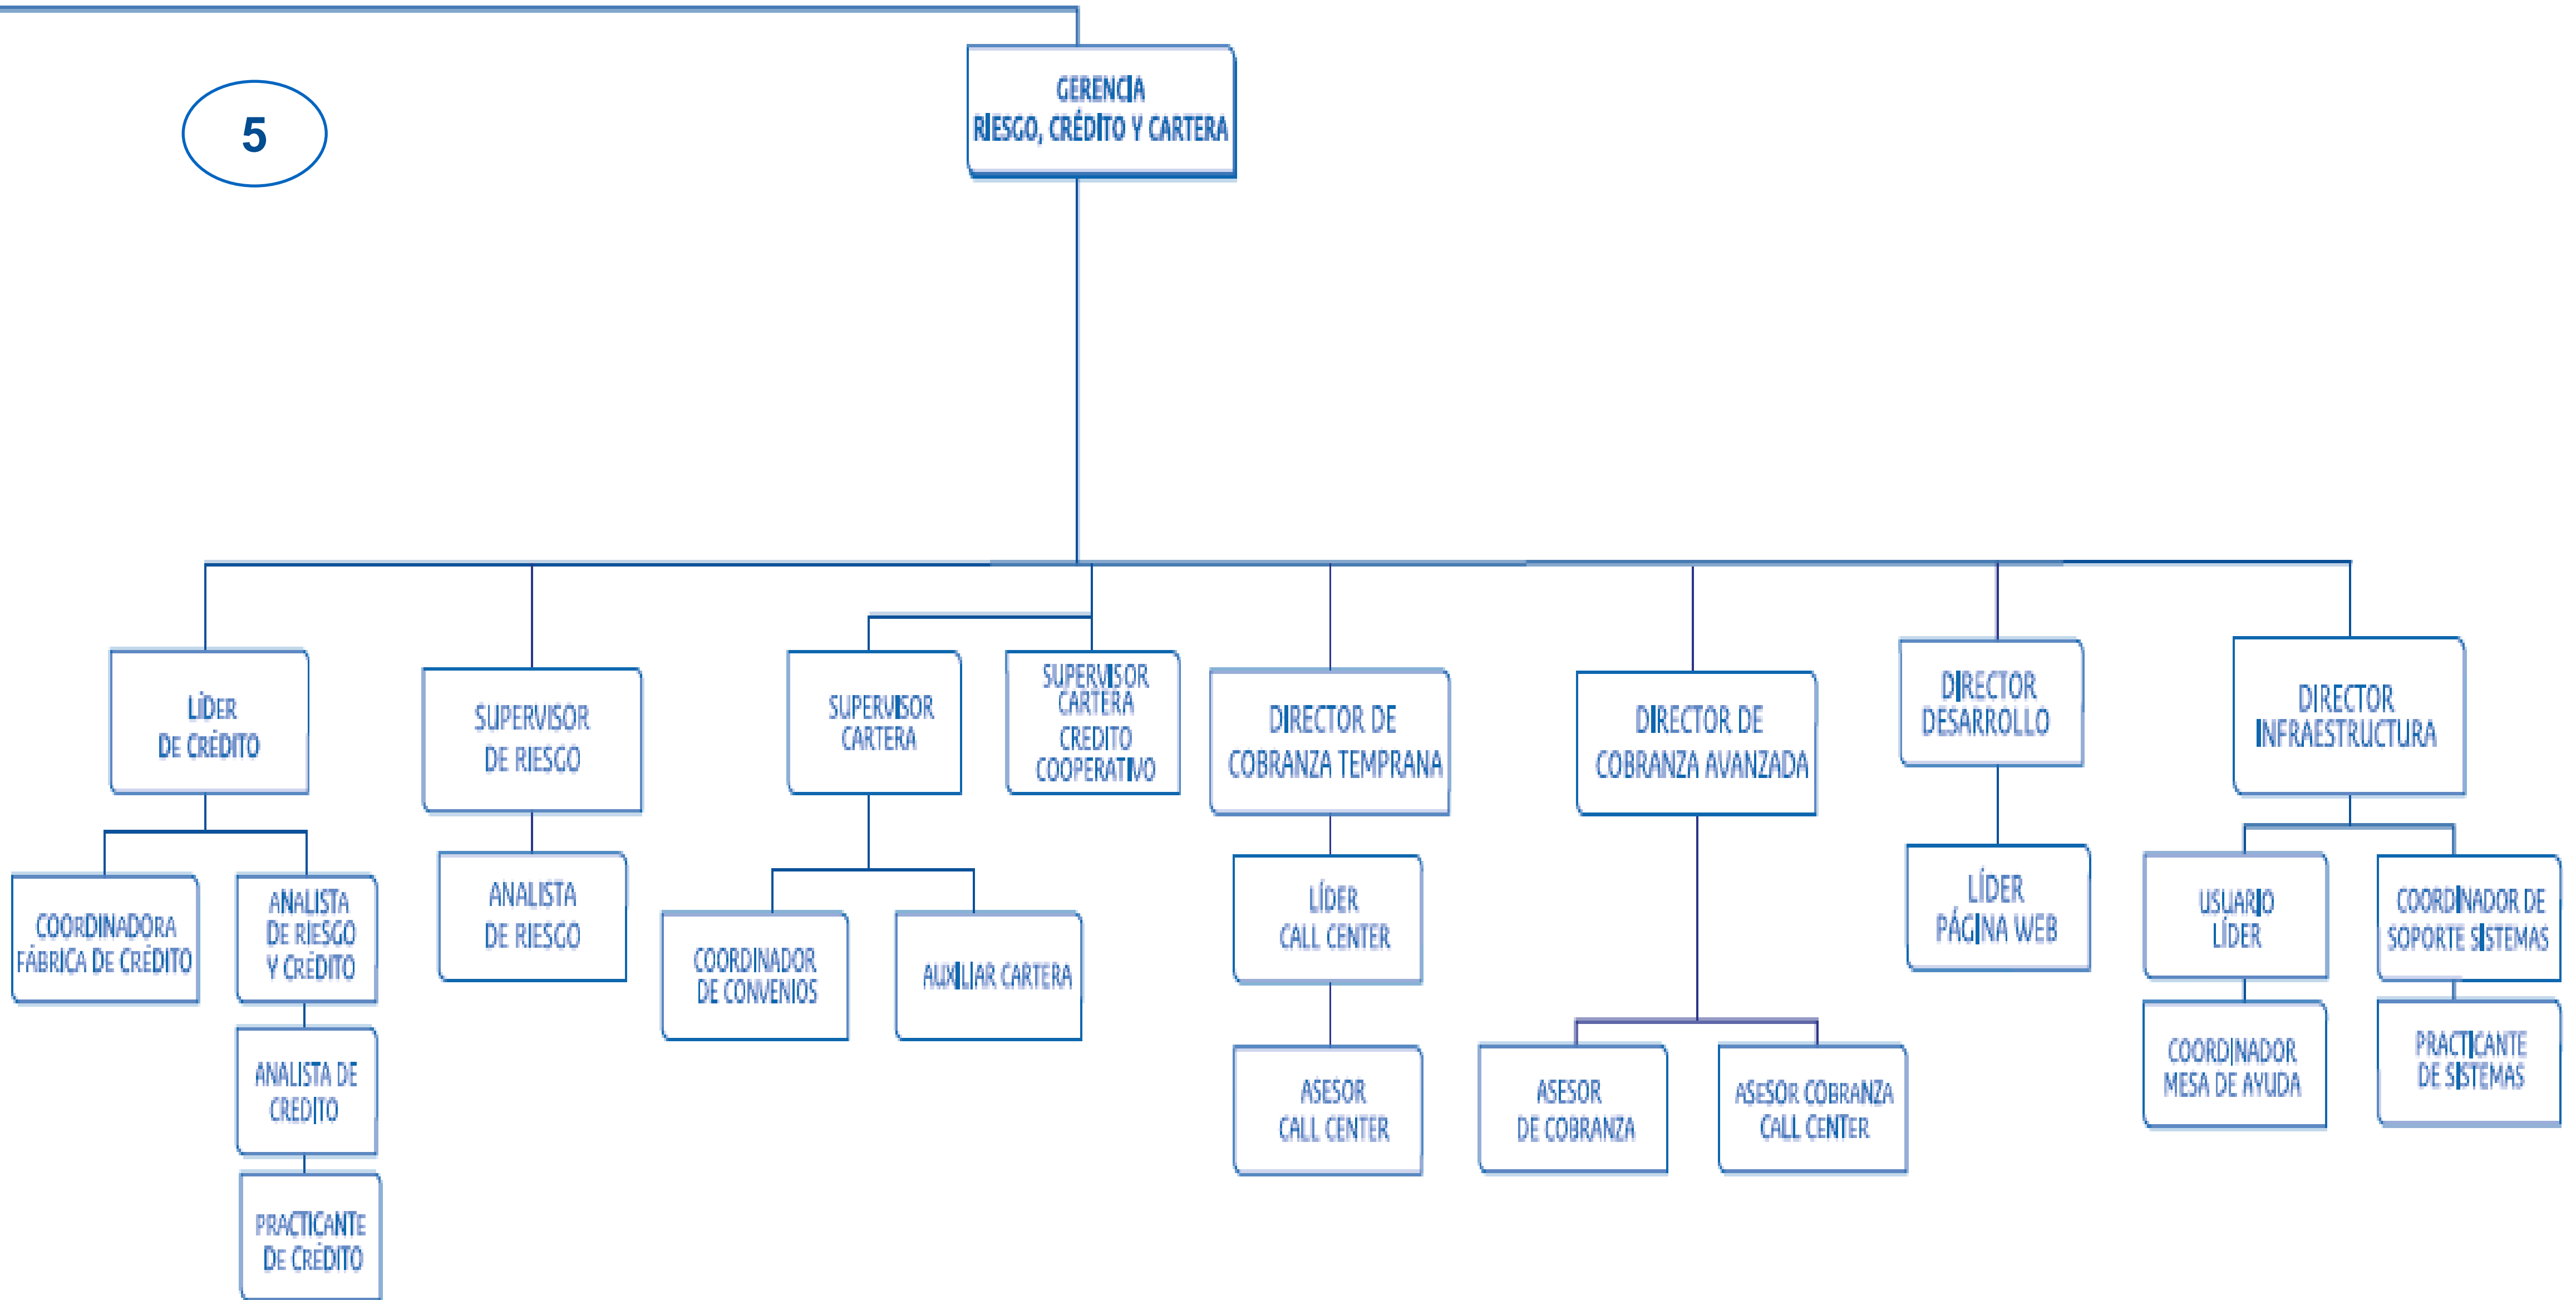 5
GERENCIA
RIESGO, CRÉDITO Y CARTERA
LÍDER
DE CRÉDITO
SUPERVISOR
DE RIESGO
SUPERVISOR
CARTERA
SUPERVISOR
CARTERA
CREDITO
COOPERATIVO
DIRECTOR DE
COBRANZA TEMPRANA
DIRECTOR DE
COBRANZA AVANZADA
DIRECTOR
DESARROLLO
DIRECTOR
INFRAESTRUCTURA
COORDINADORA
FÁBRICA DE CRÉDITO
ANALISTA
DE RIESGO
Y CRÉDITO
ANALISTA
DE RIESGO
COORDINADOR
DE CONVENIOS
AUXILIAR CARTERA
LÍDER
CALL CENTER
LÍDER
PÁGINA WEB
USUARIO
LÍDER
COORDINADOR DE
SOPORTE SISTEMAS
ANALISTA DE
CREDITO
ASESOR
CALL CENTER
ASESOR
DE COBRANZA
ASESOR COBRANZA
CALL CENTER
COORDINADOR
MESA DE AYUDA
PRACTICANTE
DE SISTEMAS
PRACTICANTE
DE CRÉDITO